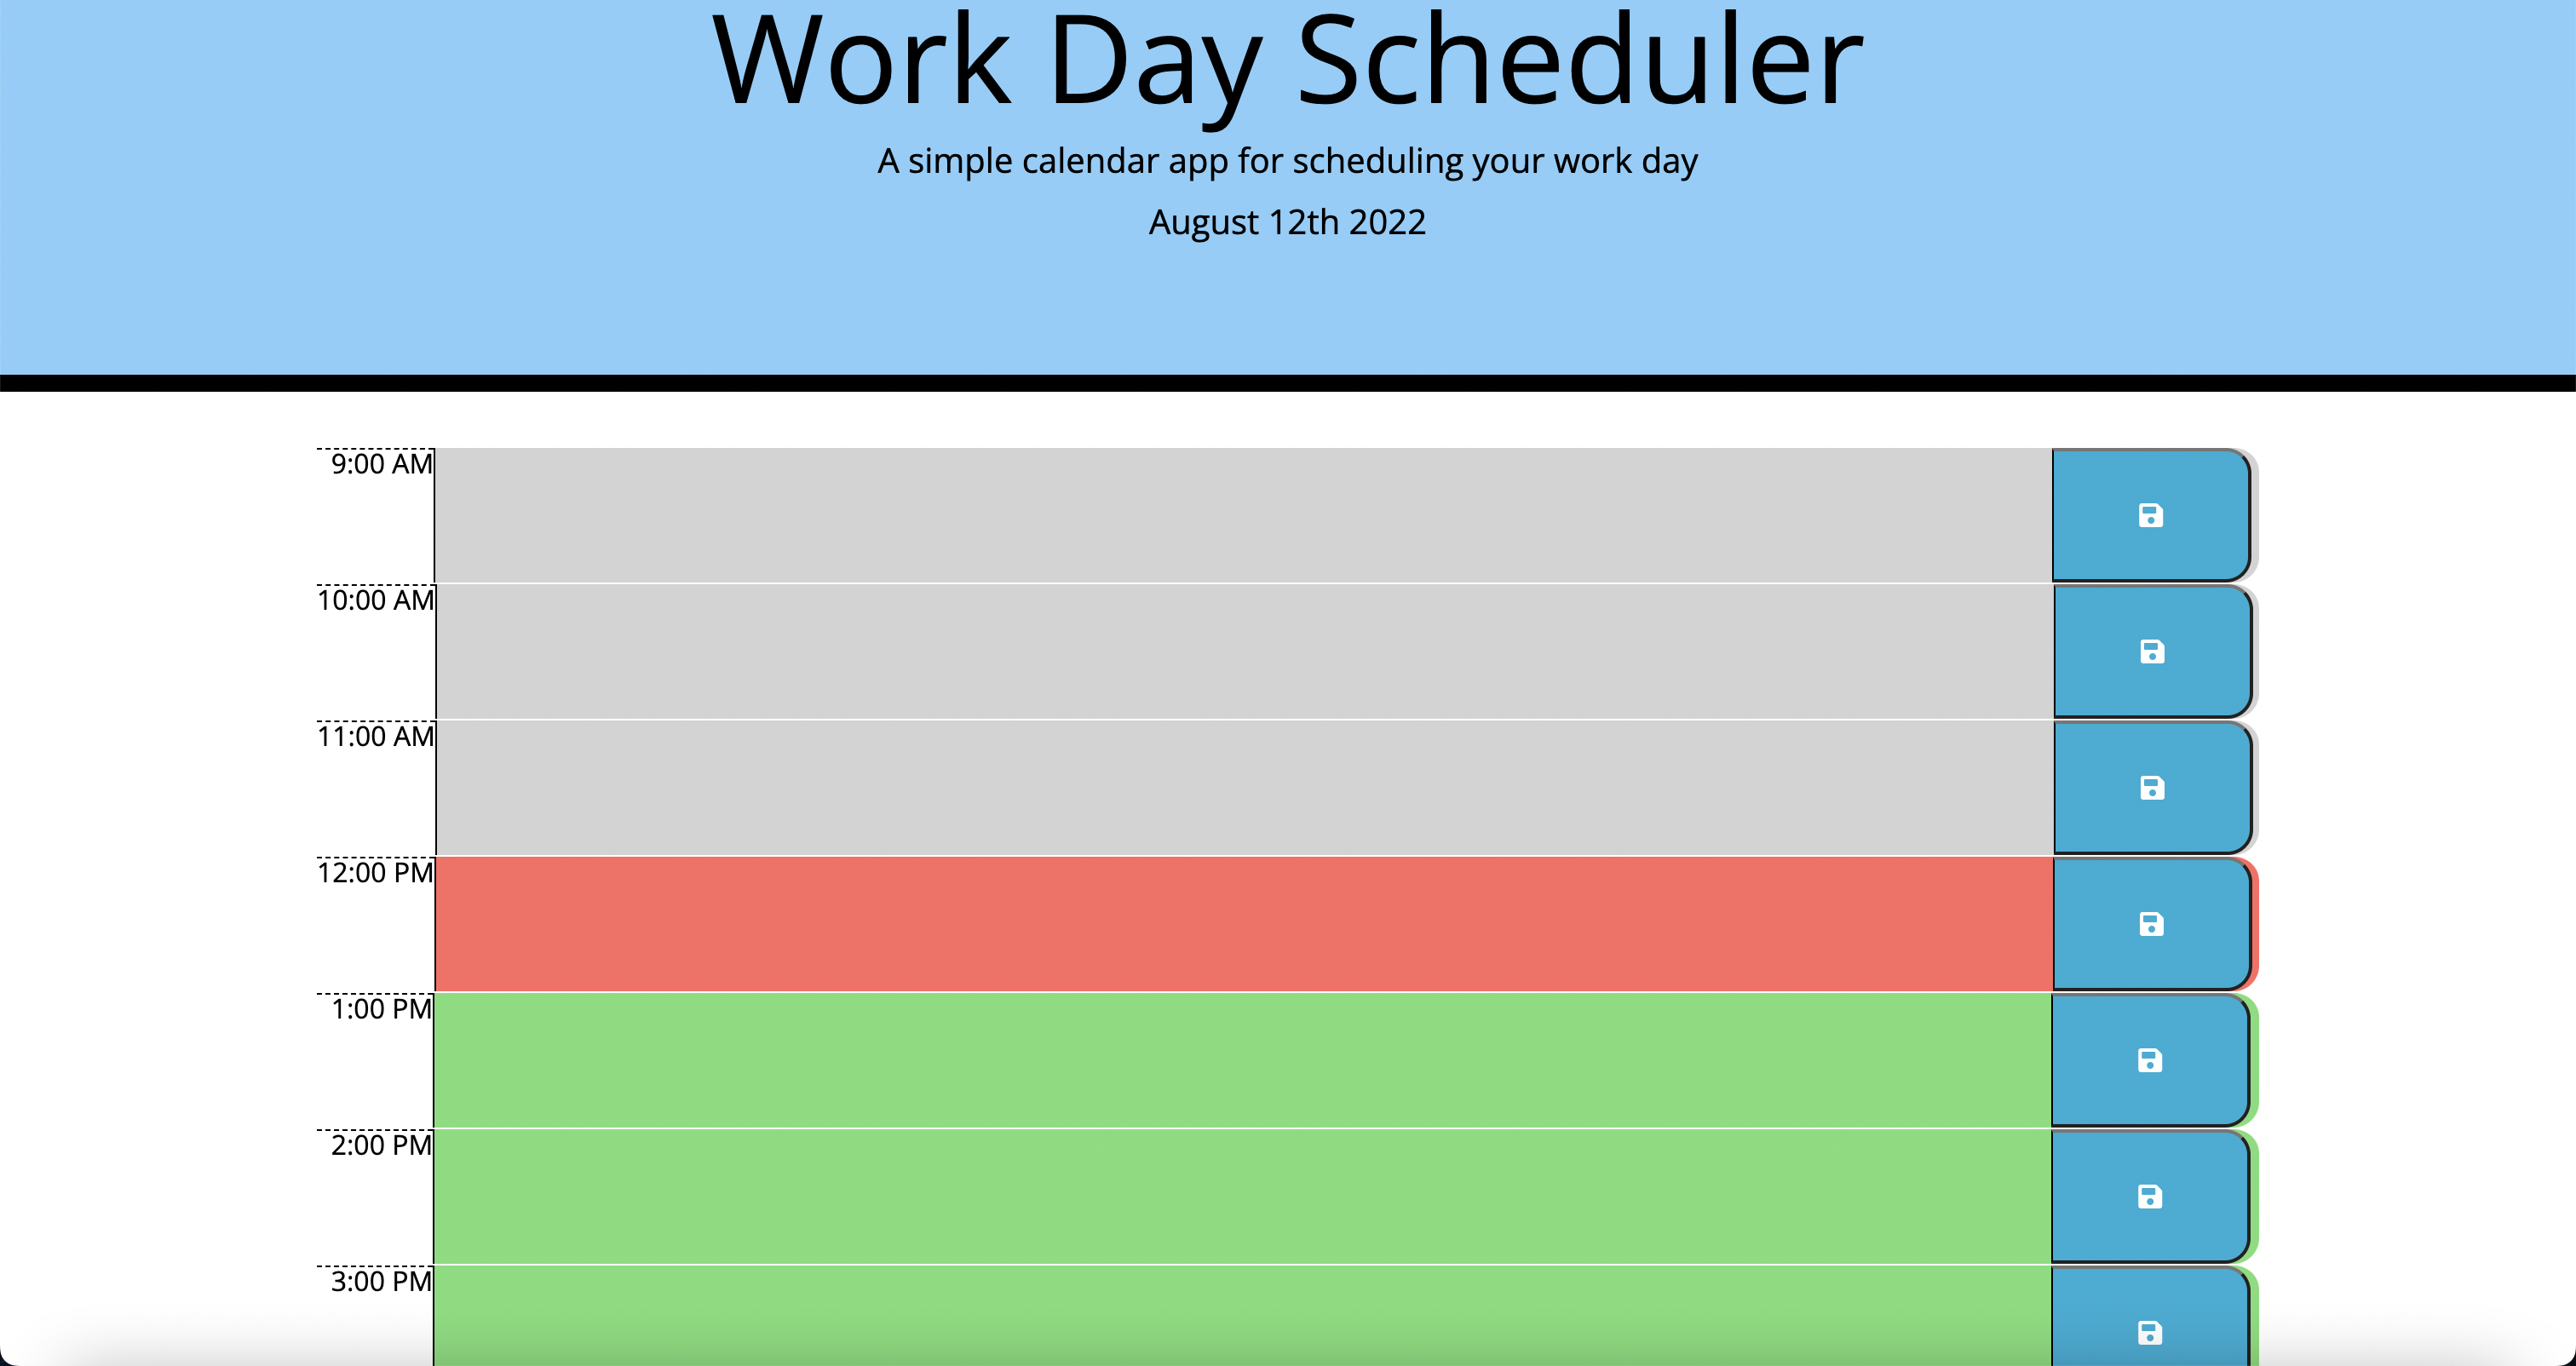 Work Day Scheduler
A simple calendar app for scheduling your work day
August 12th 2022
9:00 AM
10:00 AM
11:00 AM
12:00 PM
1:00 PM
2:00 PM
3:00 PM